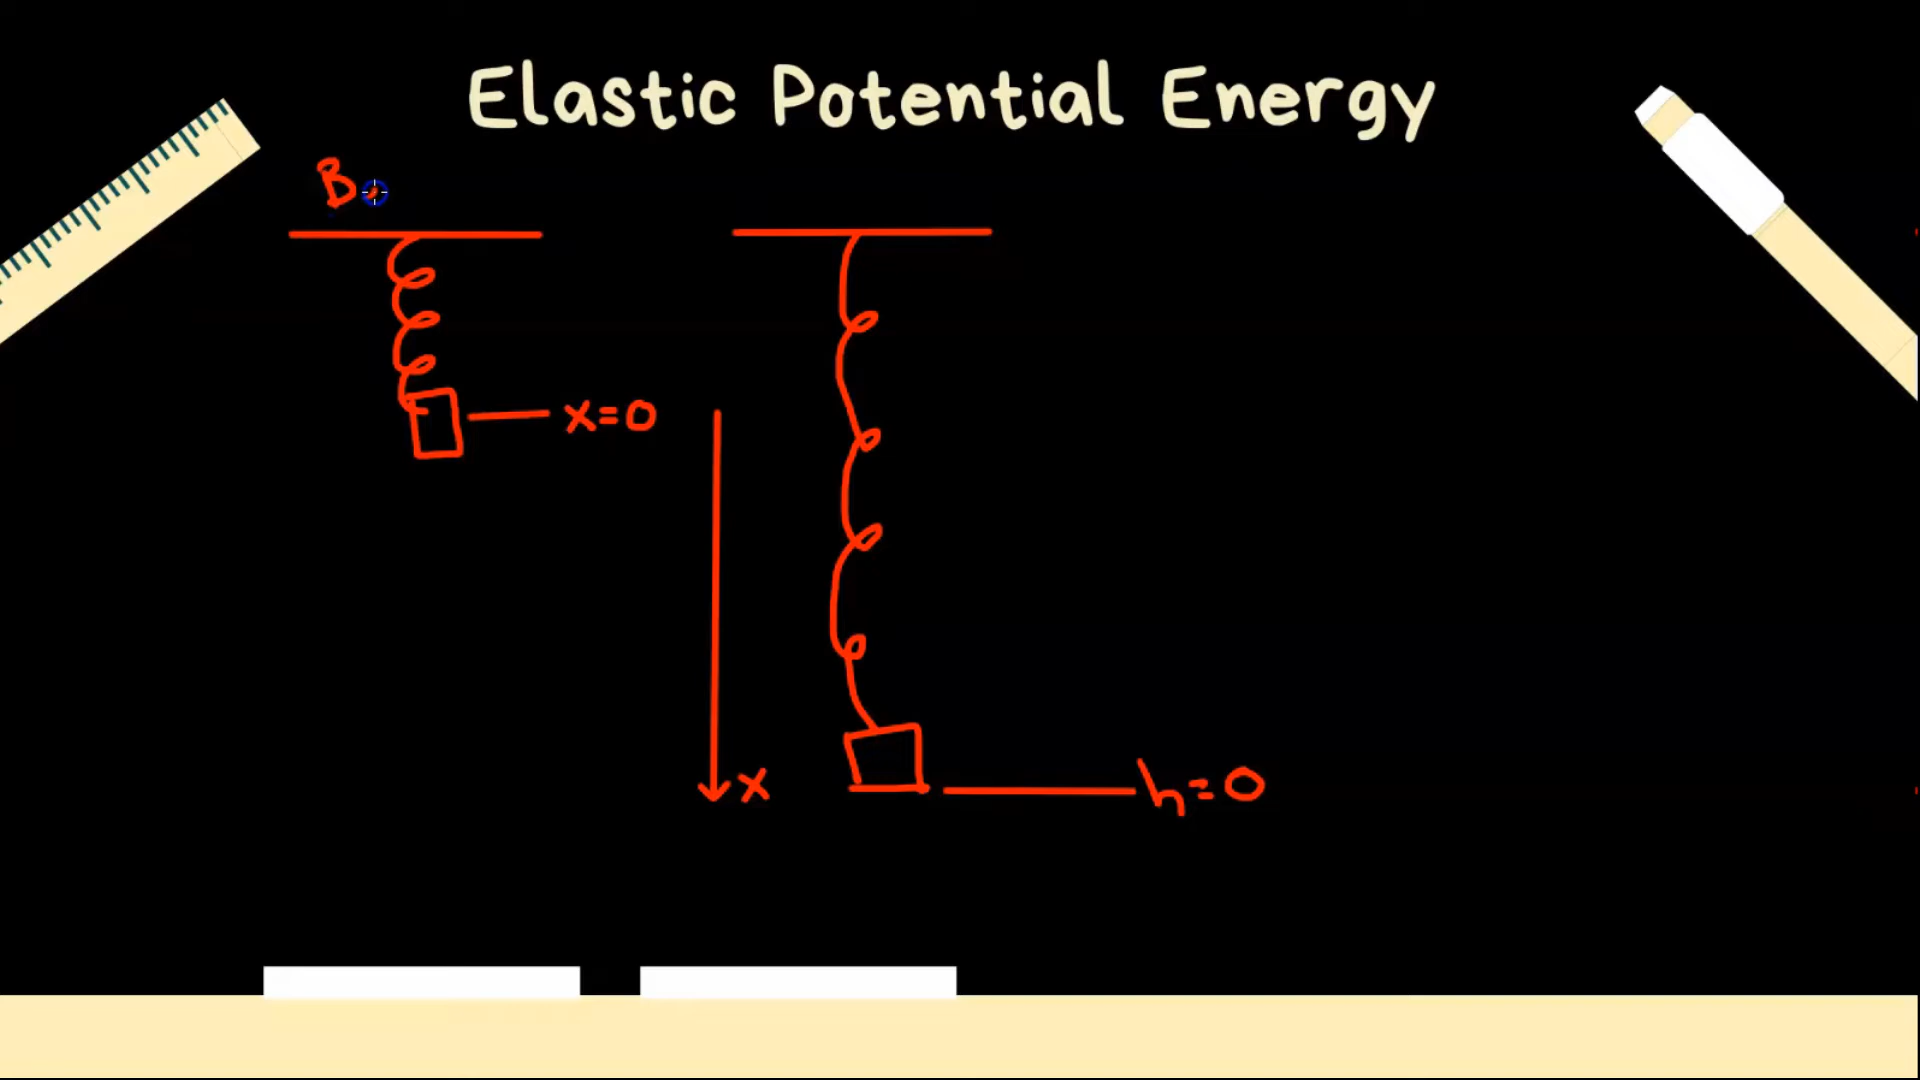 Elastic Potential Energy
B
x=0
x
h=0